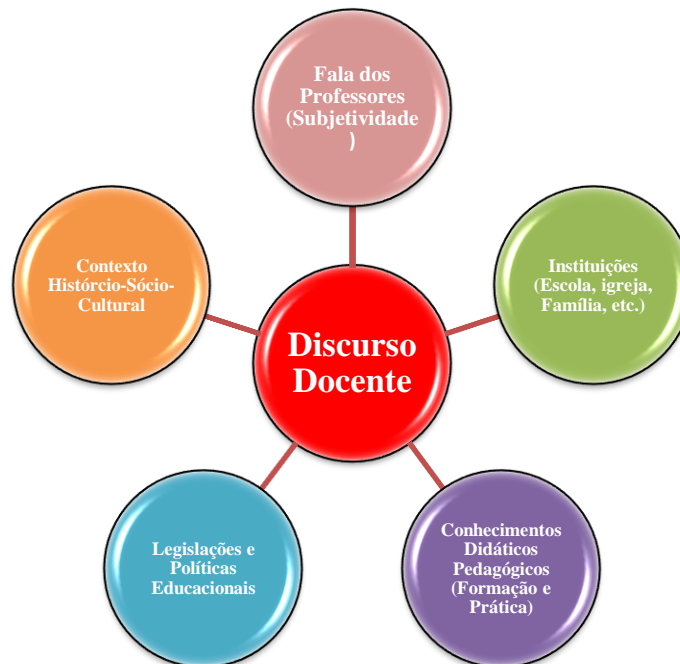 Fala dos
Professores
(Subjetividade
)
Contexto
Histórcio-Sócio-
Cultural
Instituições
(Escola, igreja,
Família, etc.)
Discurso
Docente
Legislações e
Políticas
Educacionais
Conhecimentos
Didáticos
Pedagógicos
(Formação e
Prática)